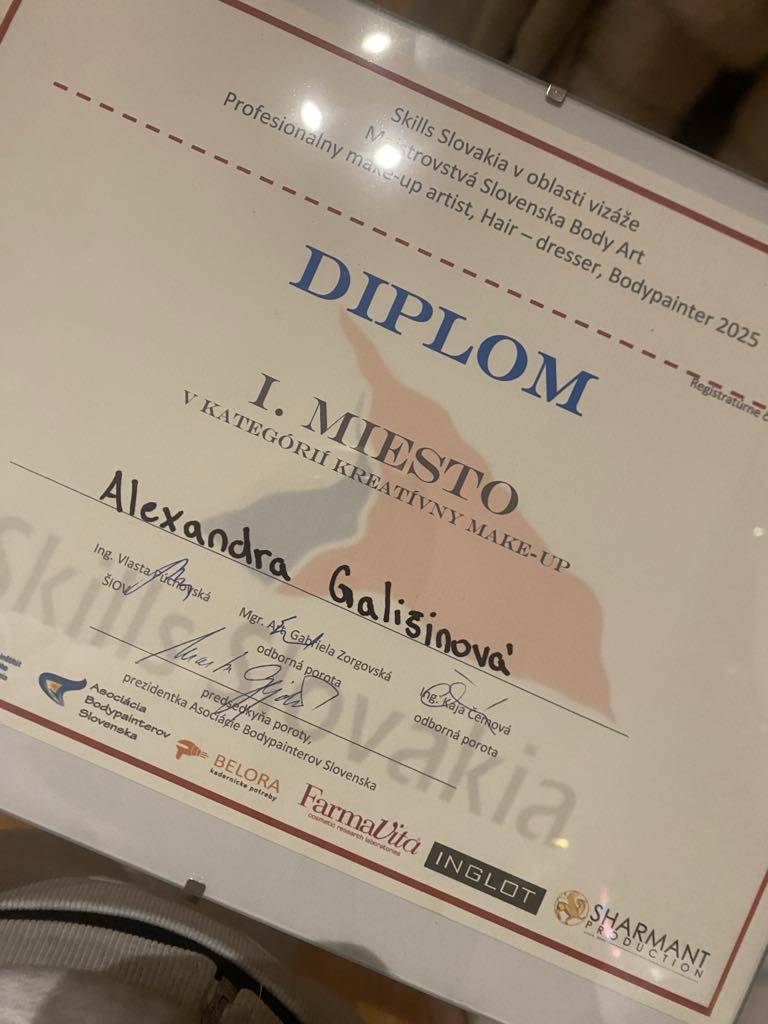 Skills Slovakia v oblasti vizáže
Majstrovstvá Slovenska Body Art
Profesionálny make-up artist, Hair – dresser, Bodypainter 2025
Registratúrne č
DIPLOM
I. MIESTO
V KATEGÓRIÍ KREATÍVNY MAKE-UP
Alexandra Gališinová
Ing. Vlasta Púchovská
ŠIOV
Mgr. Gabriela Zorgovská
odborná porota
Ing. Kaja Černová
odborná porota
predsedkyňa poroty,
prezidentka Asociácie Bodypainterov Slovenska
Skills Slovakia
Asociácia
Bodypainterov
Slovenska
BELORA
kadernícke potreby
FarmaVita
cosmetic research laboratories
INGLOT
SHARMANT
PRODUCTION